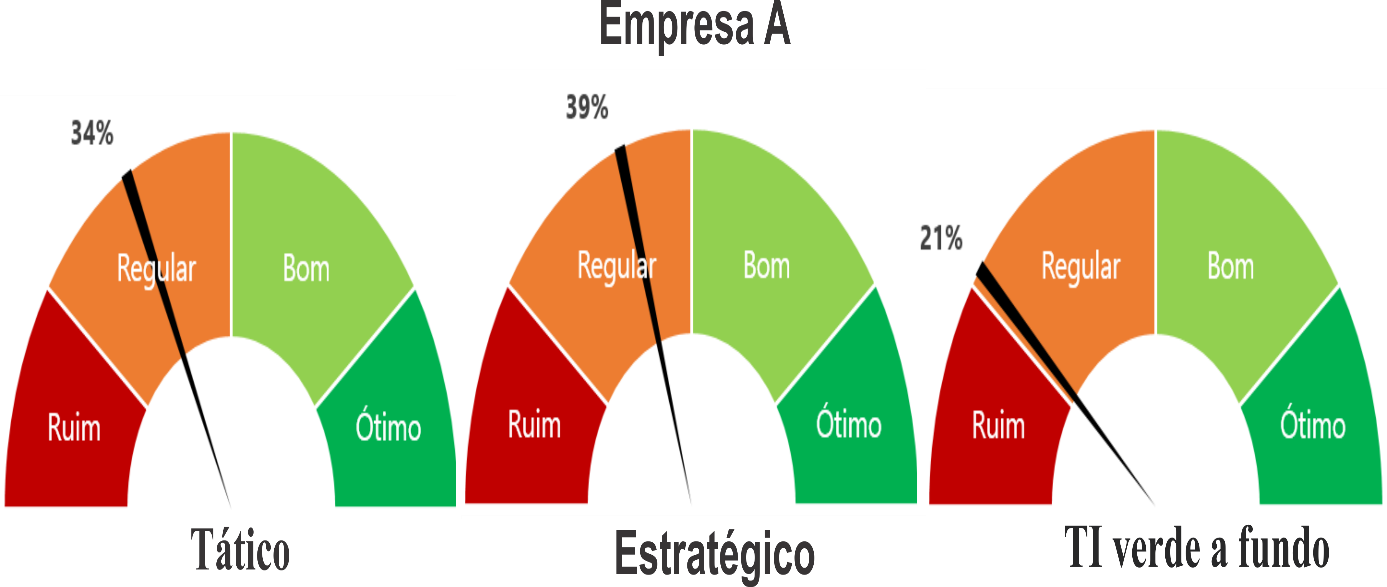 Empresa A
34%
Regular
Bom
Ruim
Ótimo
Tático
39%
Regular
Bom
Ruim
Ótimo
Estratégico
21%
Regular
Bom
Ruim
Ótimo
TI verde a fundo